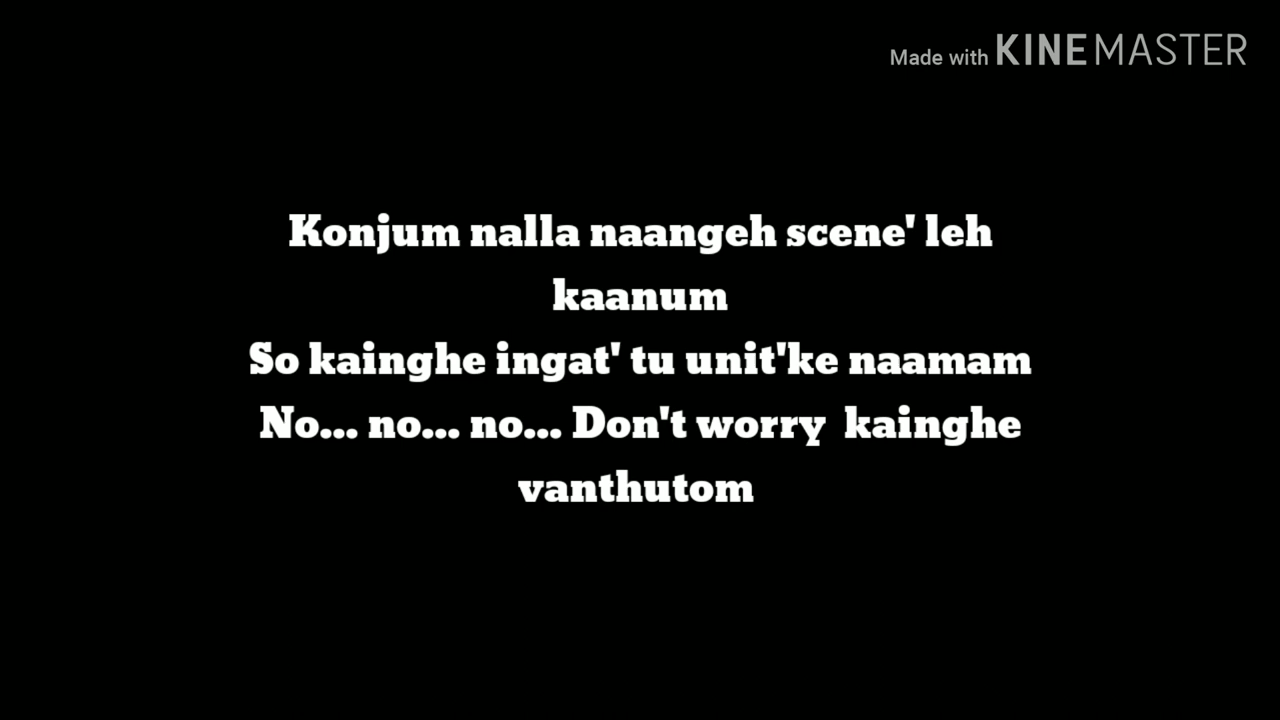 Made with KINEMASTER
Konjum nalla naangeh scene' leh
kaanum
So kainghe ingat' tu unit'ke naamam
No... no... no... Don't worry  kainghe
vanthutom